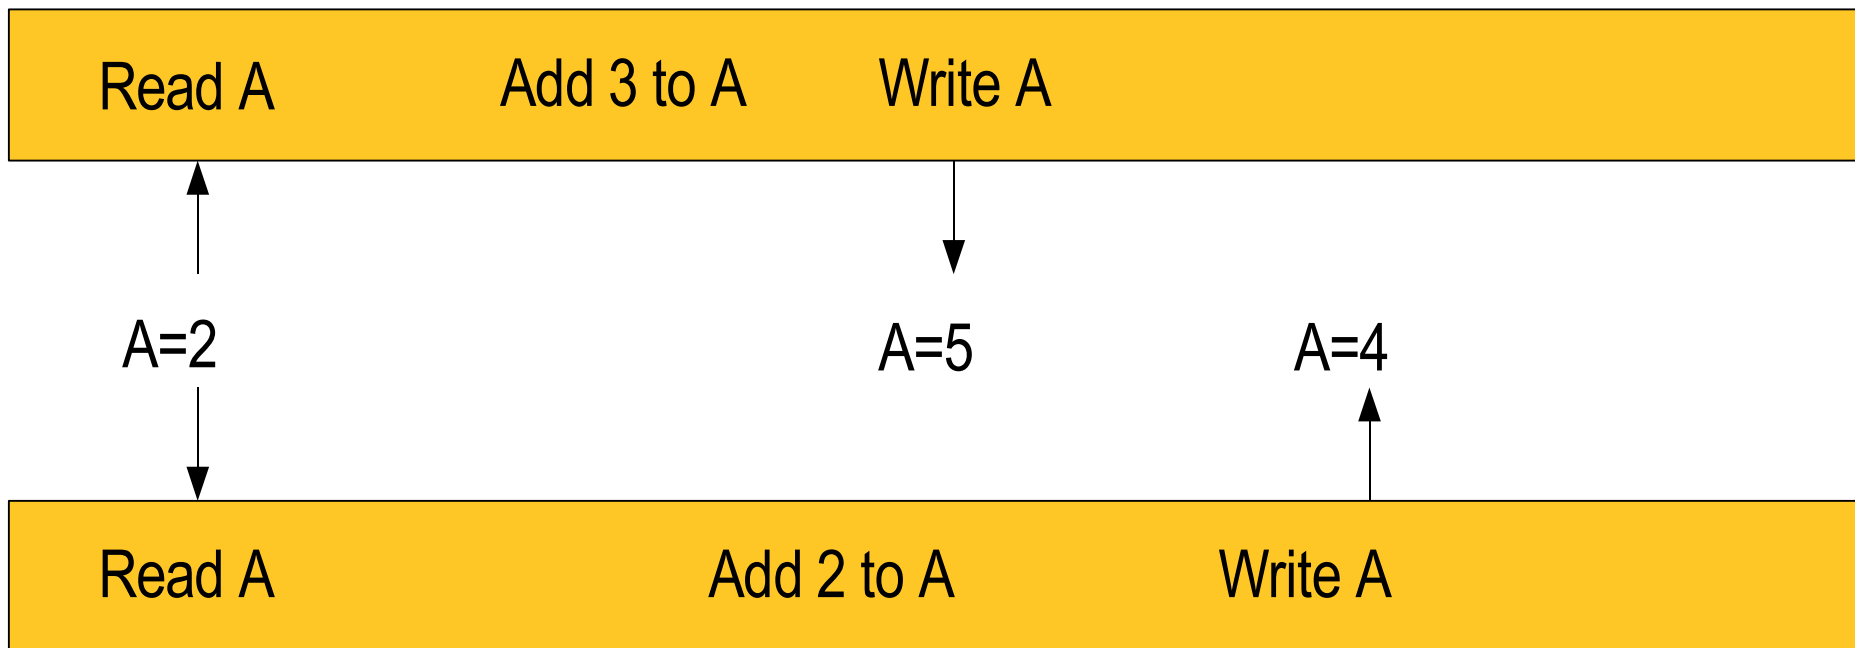 Read A
Add 3 to A
Write A
A=2
A=5
A=4
Read A
Add 2 to A
Write A